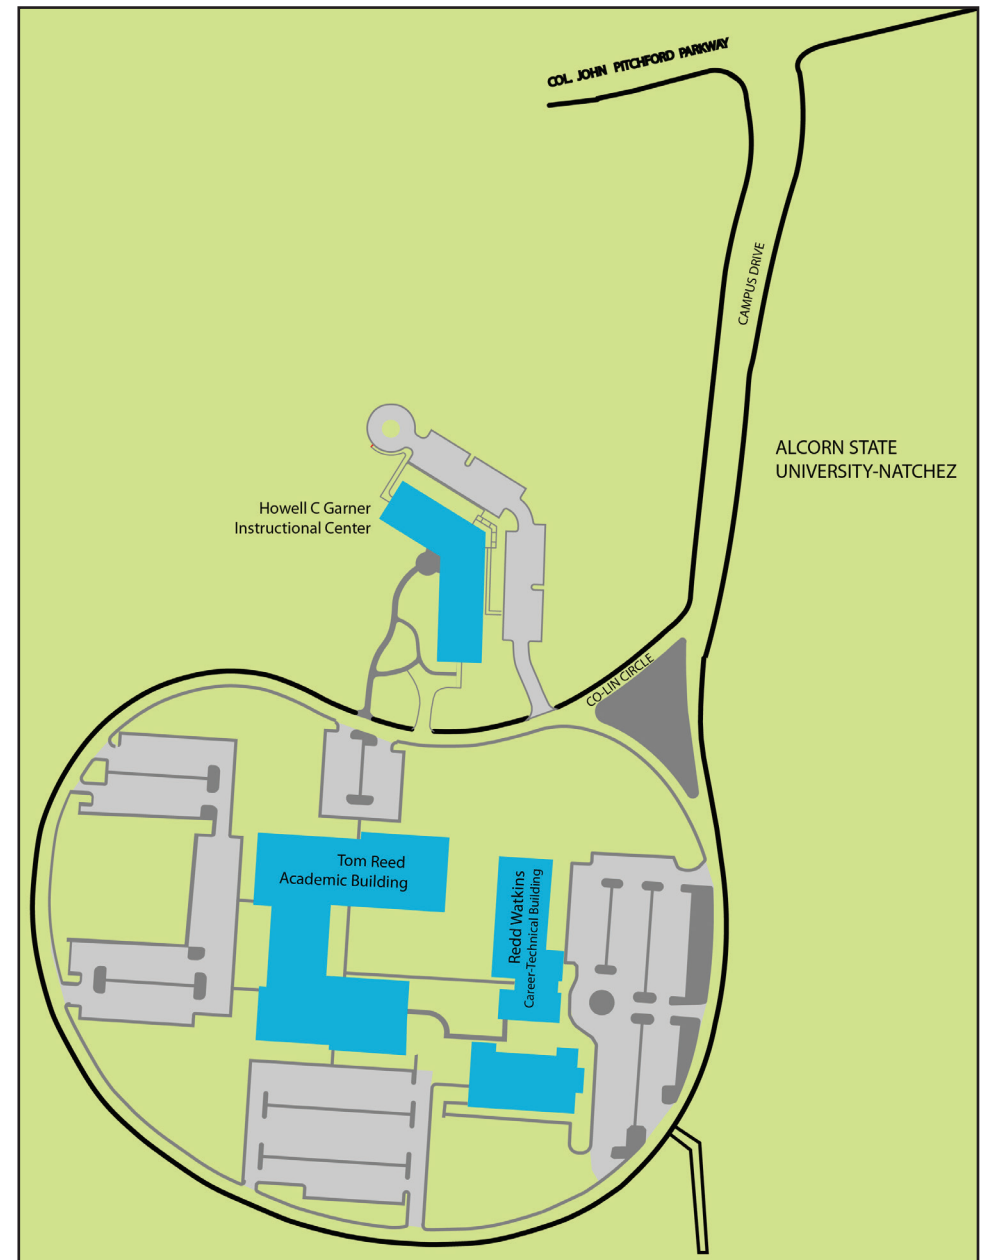 COL. JOHN PITCHFORD PARKWAY
CAMPUS DRIVE
ALCORN STATE
UNIVERSITY-NATCHEZ
Howell C Garner
Instructional Center
CO-LIN CIRCLE
Tom Reed
Academic Building
Redd Watkins
Career-Technical Building